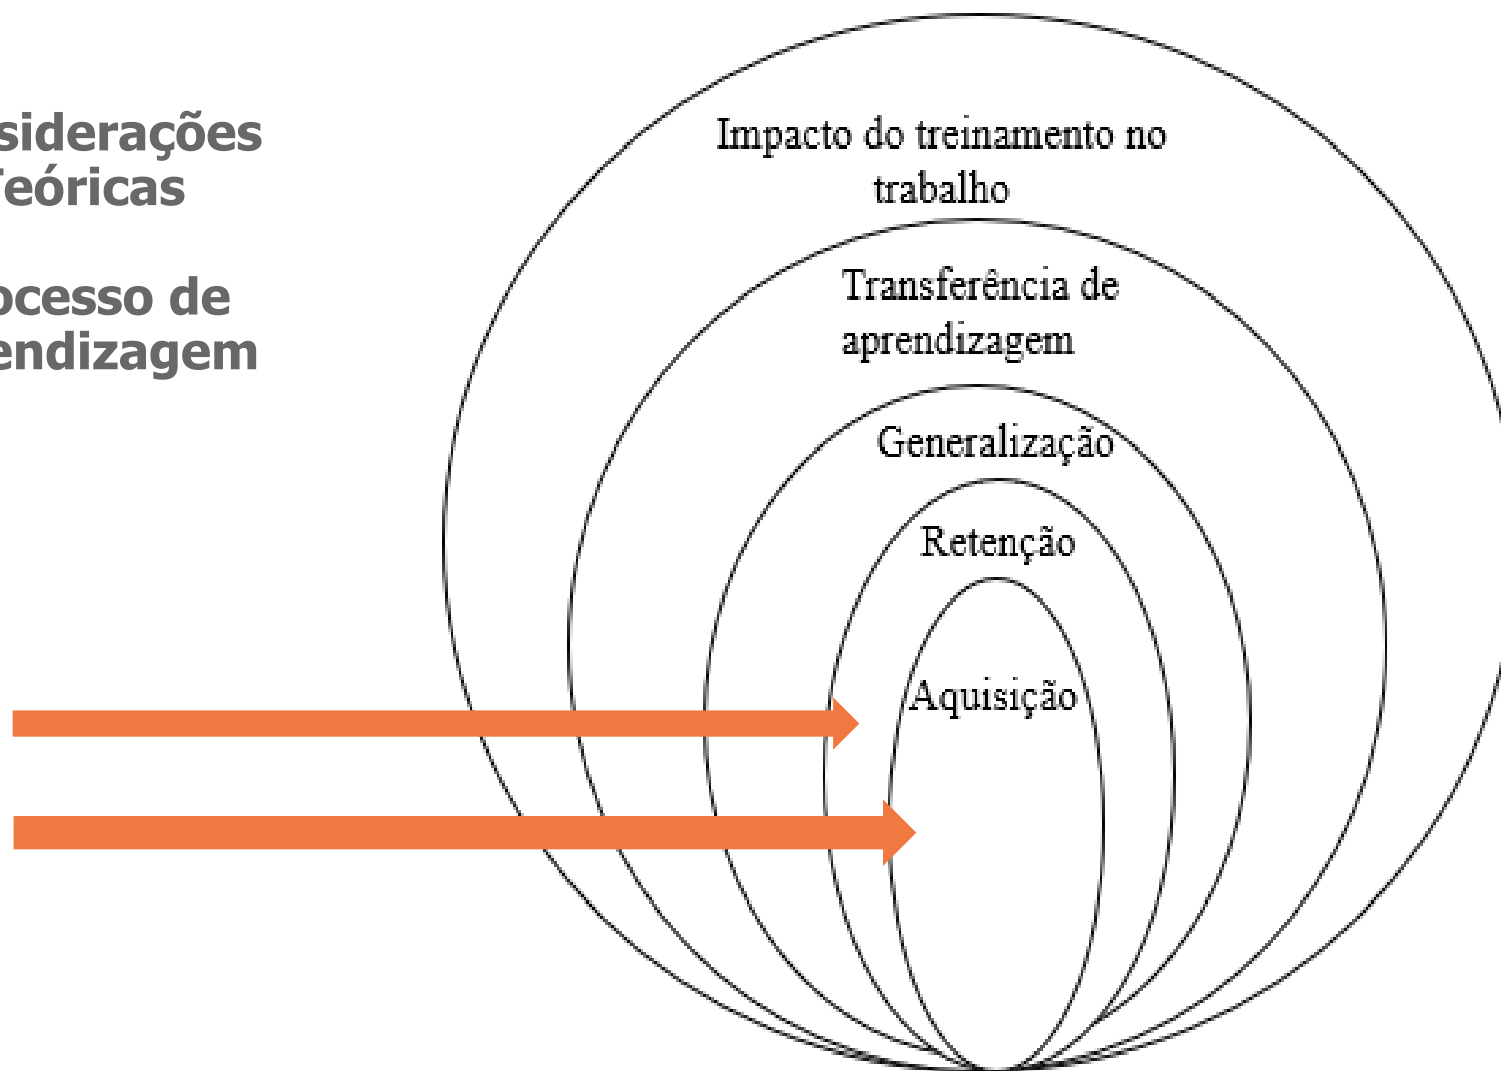 siderações
Teóricas
ocesso de
endizagem
Impacto do treinamento no
trabalho
Transferência de
aprendizagem
Generalização
Retenção
Aquisição